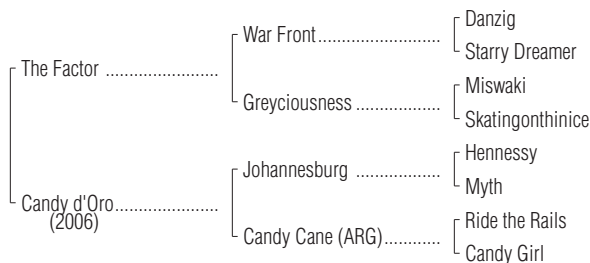 The Factor ........................
War Front..........................
Danzig
Starry Dreamer
Greyciousness ..................
Miswaki
Skatingonthinice
Candy d'Oro......................
(2006)
Johannesburg ..................
Hennessy
Myth
Candy Cane (ARG)............
Ride the Rails
Candy Girl